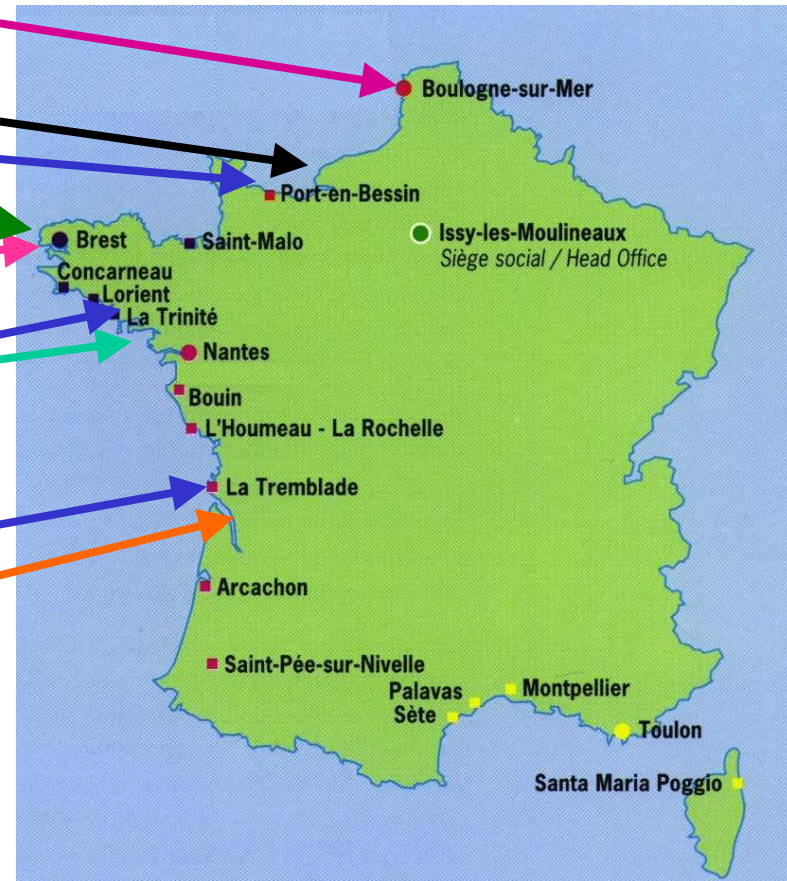 Boulogne-sur-Mer
Port-en-Bessin
Brest
Saint-Malo
Issy-les-Moulineaux
Siège social / Head Office
Concarneau
Lorient
La Trinité
Nantes
Bouin
L'Houmeau - La Rochelle
La Tremblade
Arcachon
Saint-Pée-sur-Nivelle
Palavas
Montpellier
Sète
Toulon
Santa Maria Poggio